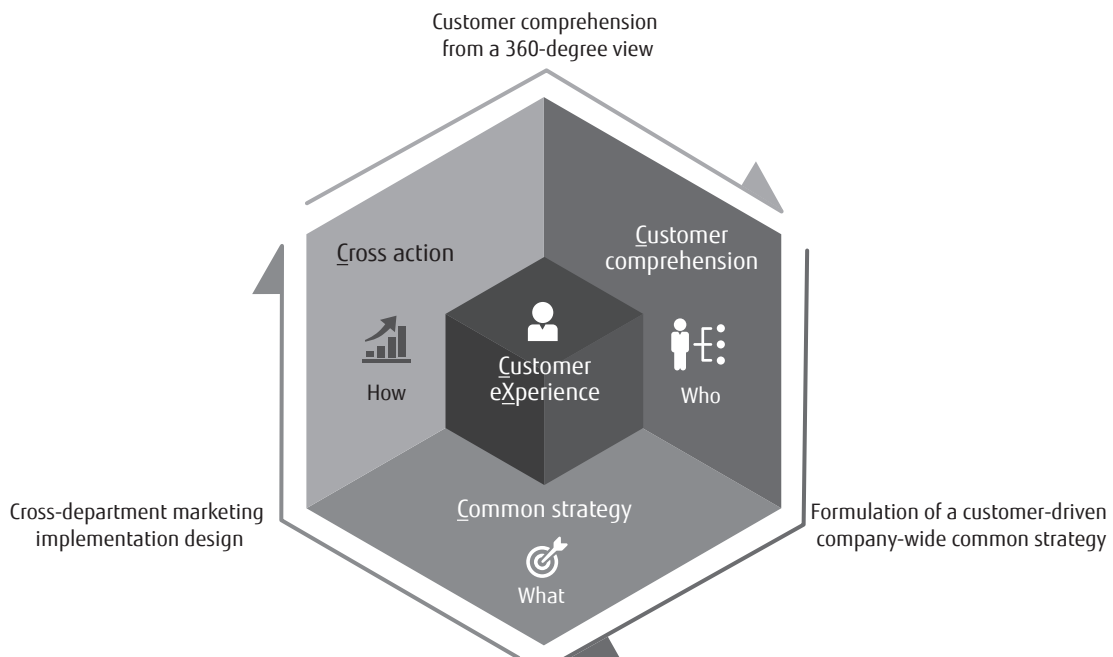 Customer comprehension
from a 360-degree view
Cross action
How
Customer
comprehension
Who
Customer
eXperience
Common strategy
What
Cross-department marketing
implementation design
Formulation of a customer-driven
company-wide common strategy